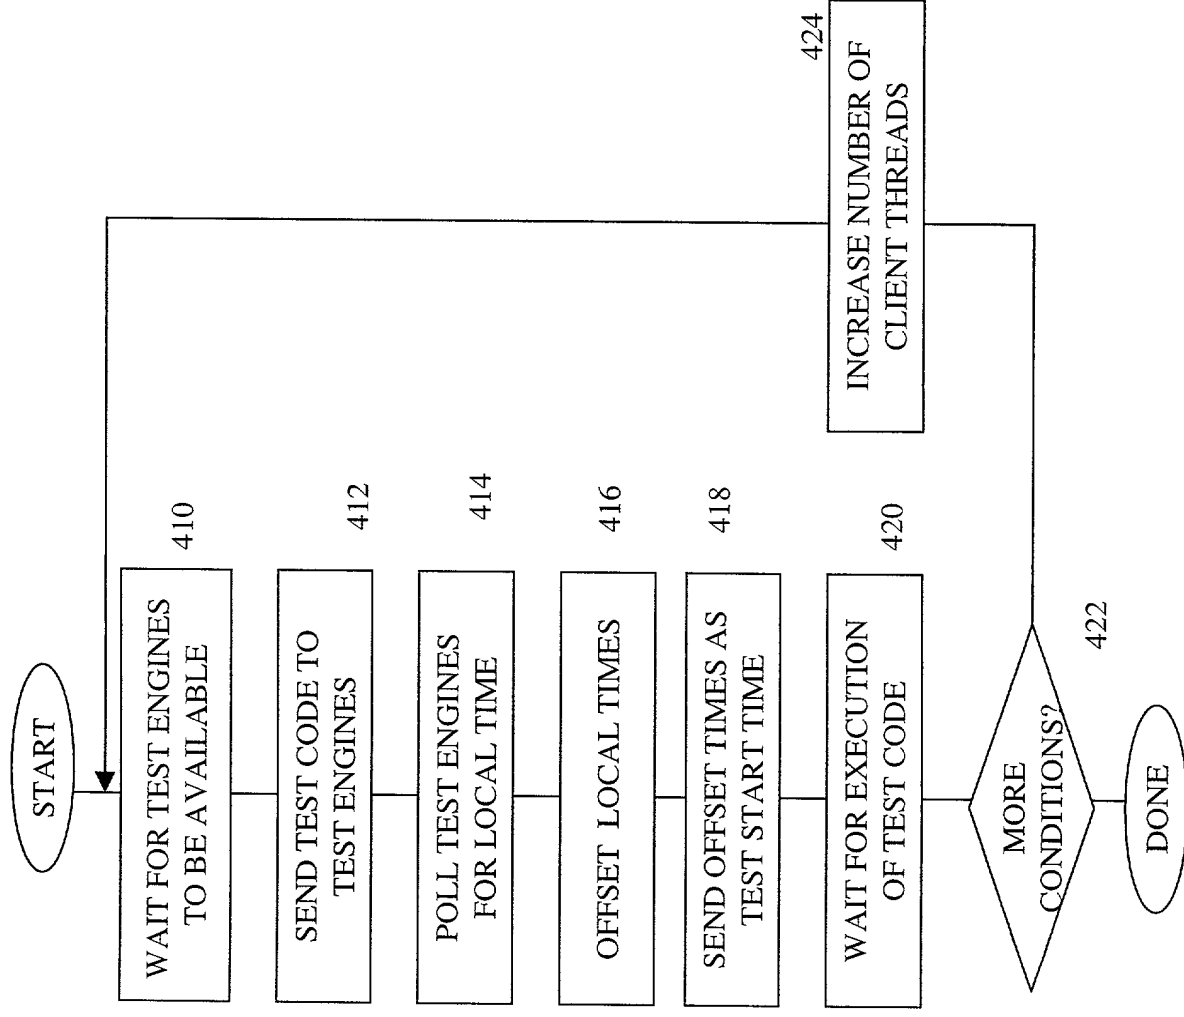 START
WAIT FOR TEST ENGINES
TO BE AVAILABLE
410
SEND TEST CODE TO
TEST ENGINES
412
POLL TEST ENGINES
FOR LOCAL TIME
414
OFFSET LOCAL TIMES
416
SEND OFFSET TIMES AS
TEST START TIME
418
WAIT FOR EXECUTION
OF TEST CODE
420
MORE
CONDITIONS?
422
INCREASE NUMBER OF
CLIENT THREADS
424
DONE